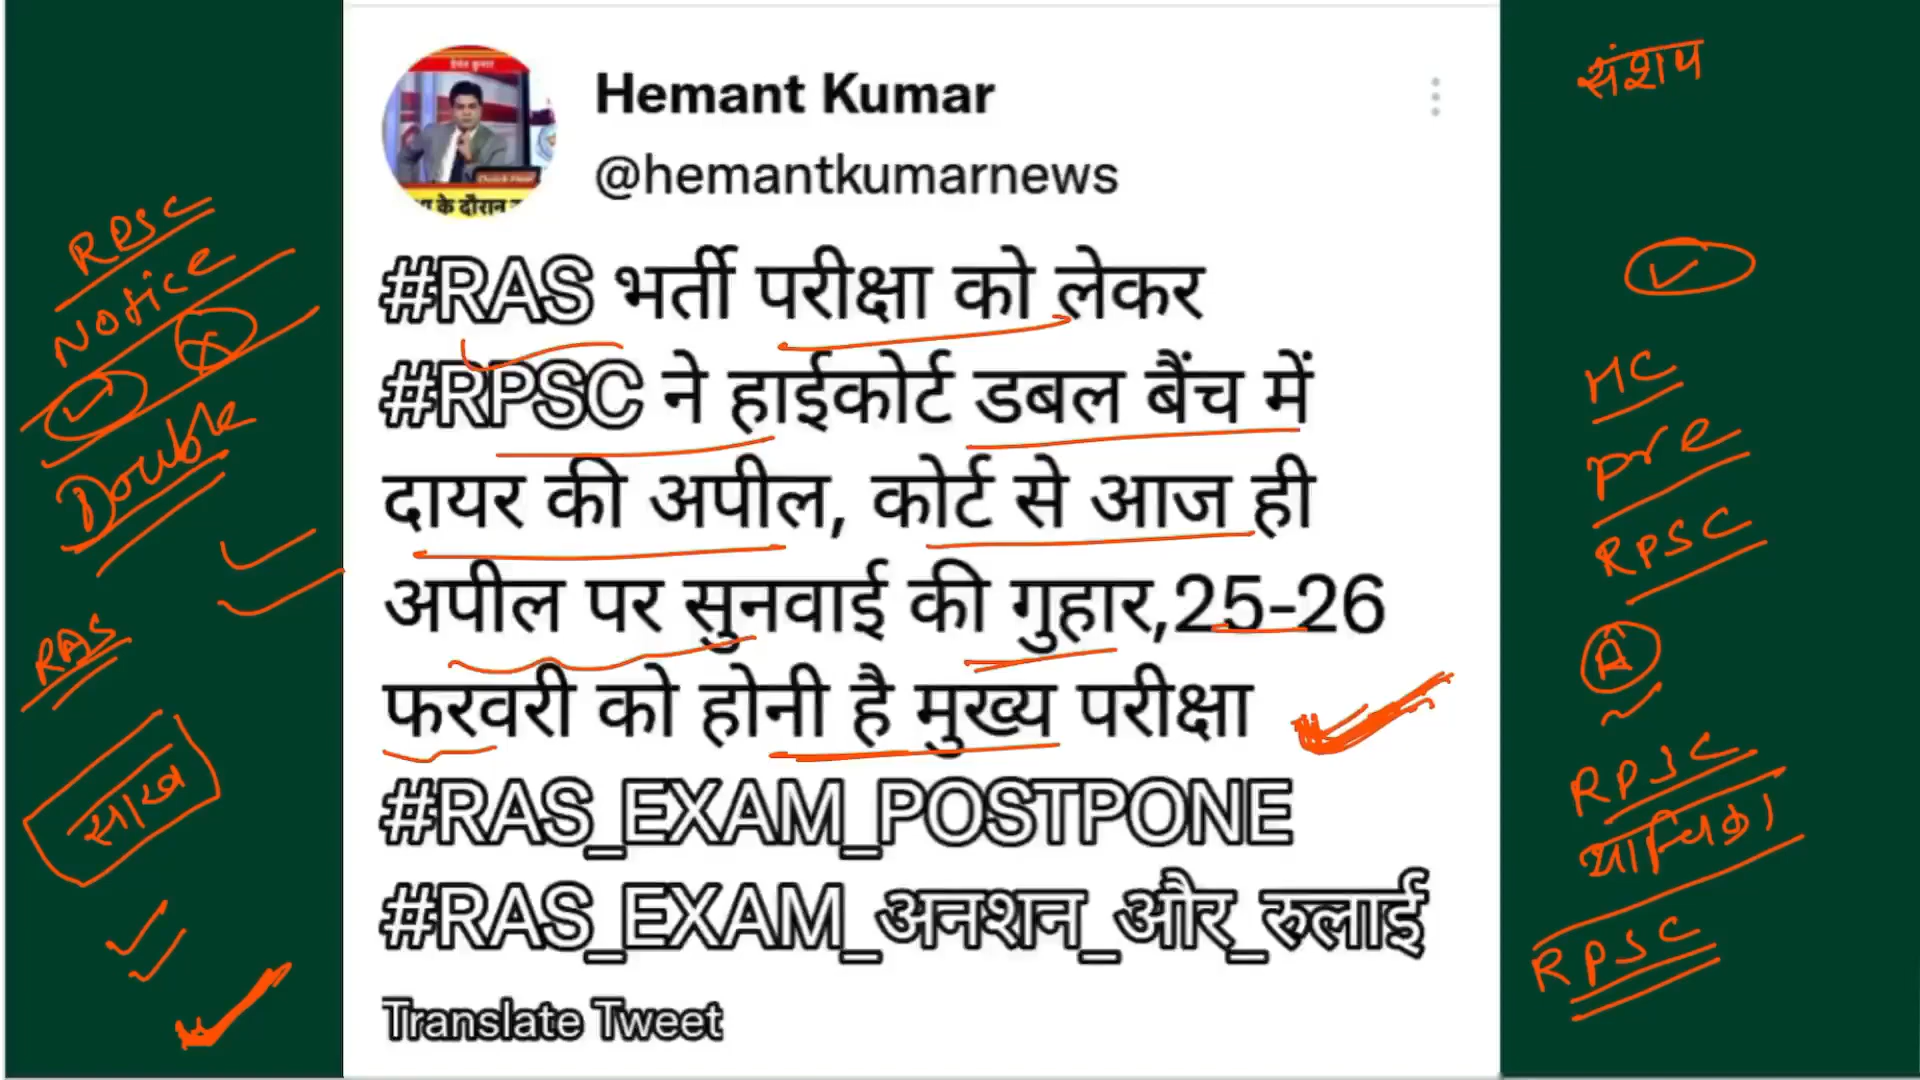 RPSC
Notice
Double
RAS
साख
Hemant Kumar
@hemantkumarnews
#RAS भर्ती परीक्षा को लेकर
#RPSC ने हाईकोर्ट डबल बैंच में
दायर की अपील, कोर्ट से आज ही
अपील पर सुनवाई की गुहार,25-26
फरवरी को होनी है मुख्य परीक्षा
#RAS_EXAM_POSTPONE
#RAS_EXAM_अनशन_और_रुलाई
Translate Tweet
संशय
HC
pre
RPSC
RPSC
याचिका
RPSC